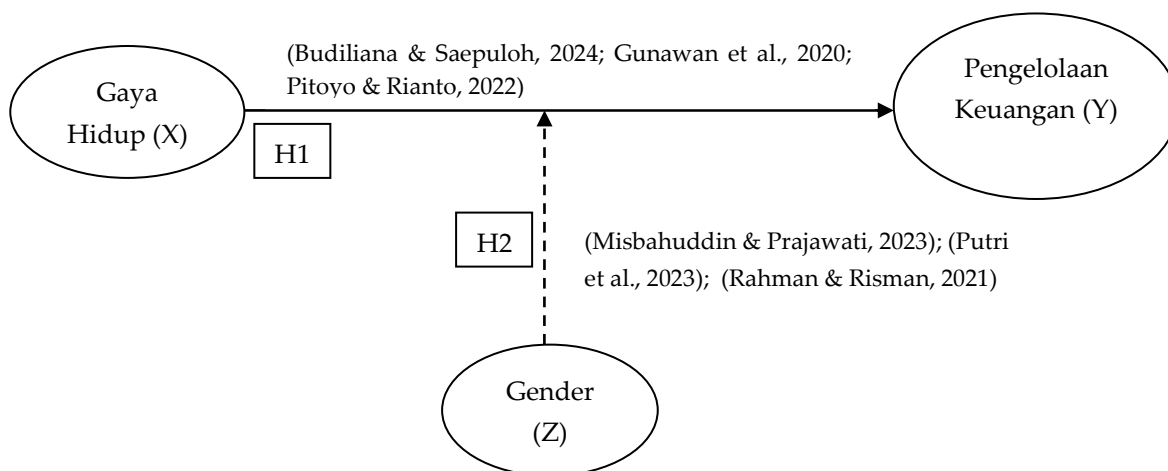 (Budiliana & Saepuloh, 2024; Gunawan et al., 2020;
Pitoyo & Rianto, 2022)
Gaya
Hidup (X)
Pengelolaan
Keuangan (Y)
H1
H2
(Misbahuddin & Prajawati, 2023); (Putri
et al., 2023); (Rahman & Risman, 2021)
Gender
(Z)